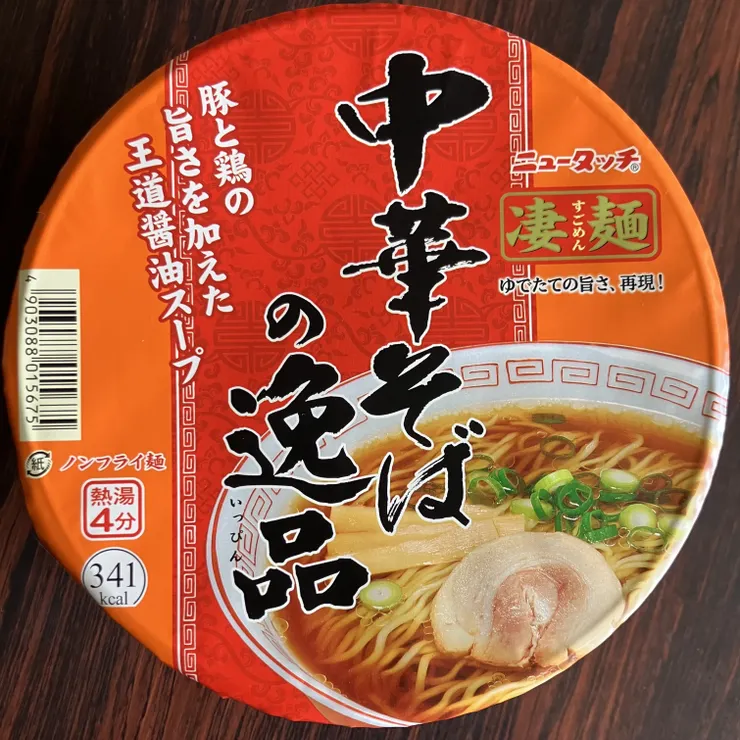 中華そば
の逸品
いっぴん
豚と鶏の
旨さを加えた
王道醤油スープ
ニュータッチ®
凄麺
すごめん
ゆでたての旨さ、再現!
4903088015675
紙
ノンフライ麺
熱湯
4分
341
kcal